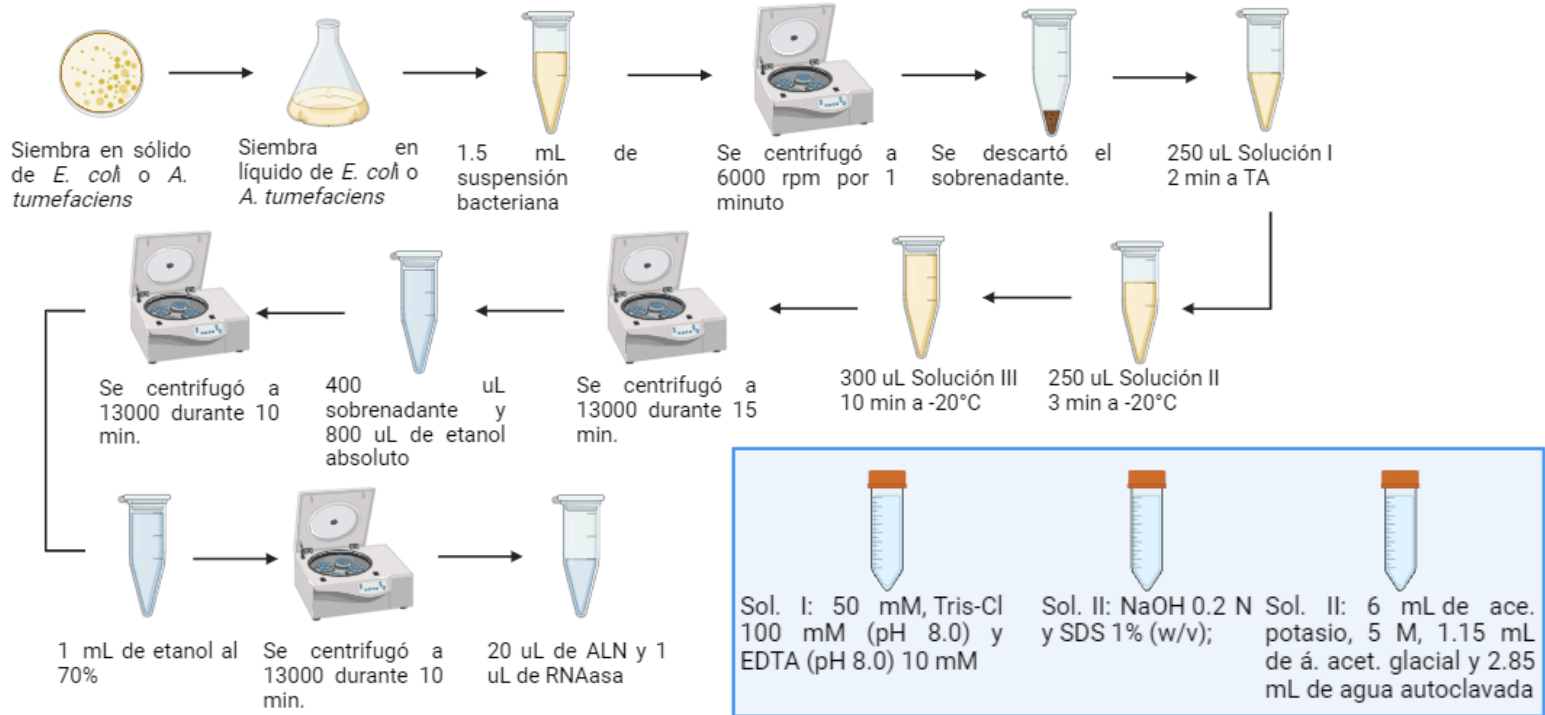 Siembra en sólido
de E. coli o A.
tumefaciens
Siembra en
líquido de E. coli o
A. tumefaciens
1.5 mL de
suspensión
bacteriana
Se centrifugó a
6000 rpm por 1
minuto
Se descartó el
sobrenadante.
250 uL Solución I
2 min a TA
250 uL Solución II
3 min a -20°C
300 uL Solución III
10 min a -20°C
Se centrifugó a
13000 durante 15
min.
400 uL
sobrenadante y
800 uL de etanol
absoluto
Se centrifugó a
13000 durante 10
min.
1 mL de etanol al
70%
Se centrifugó a
13000 durante 10
min.
20 uL de ALN y 1
uL de RNAasa
Sol. I: 50 mM, Tris-Cl
100 mM (pH 8.0) y
EDTA (pH 8.0) 10 mM
Sol. II: NaOH 0.2 N
y SDS 1% (w/v);
Sol. II: 6 mL de ace.
potasio, 5 M, 1.15 mL
de á. acet. glacial y 2.85
mL de agua autoclavada